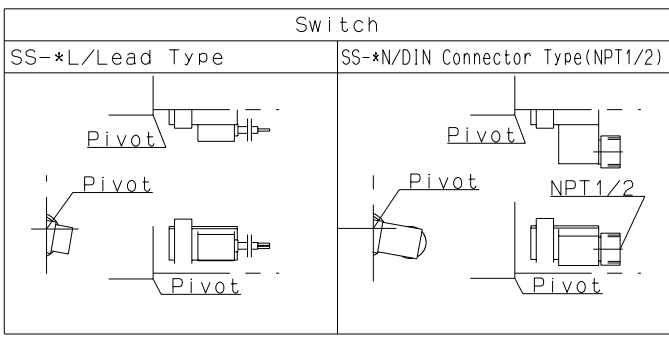 Switch
SS-*L/Lead Type
SS-*N/DIN Connector Type(NPT1/2)
Pivot
Pivot
Pivot
Pivot
NPT1/2
Pivot
Pivot